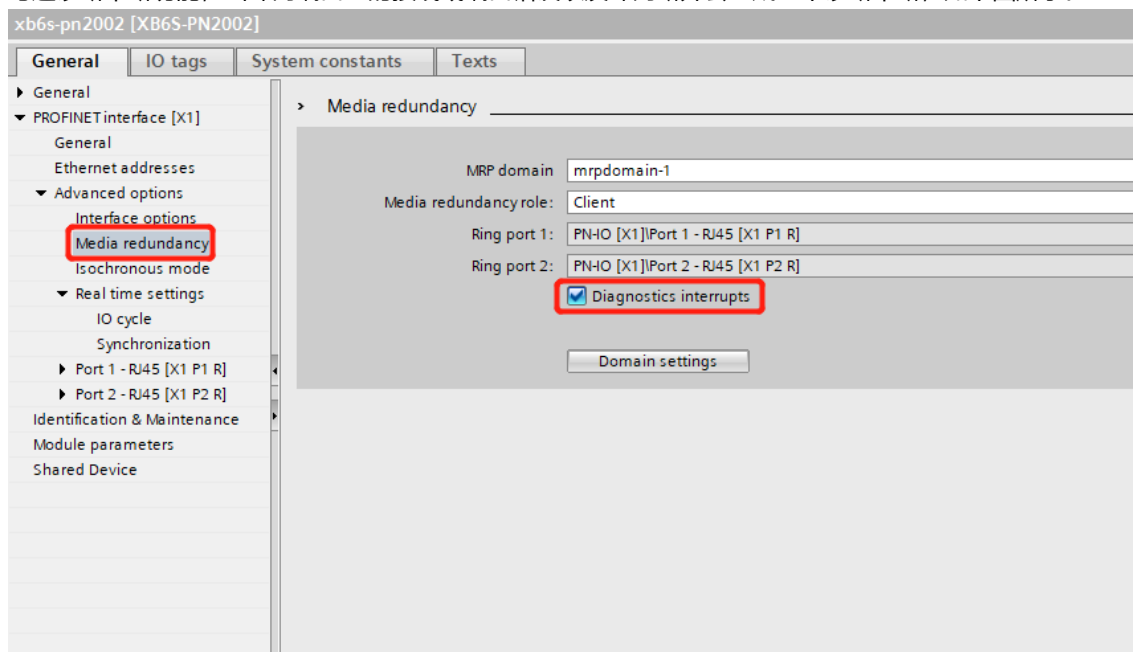 xb6s-pn2002 [XB6S-PN2002]
General IO tags System constants Texts
General
PROFINET interface [X1]
General
Ethernet addresses
Advanced options
Interface options
Media redundancy
Isochronous mode
Real time settings
IO cycle
Synchronization
Port 1 - RJ45 [X1 P1 R]
Port 2 - RJ45 [X1 P2 R]
Identification & Maintenance
Module parameters
Shared Device
Media redundancy
MRP domain mrpdomain-1
Media redundancy role: Client
Ring port 1: PN-IO [X1]\Port 1 - RJ45 [X1 P1 R]
Ring port 2: PN-IO [X1]\Port 2 - RJ45 [X1 P2 R]
Diagnostics interrupts
Domain settings